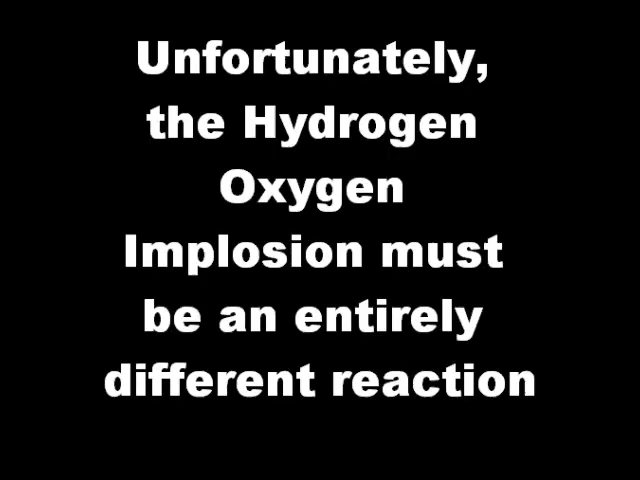 Unfortunately,
the Hydrogen
Oxygen
Implosion must
be an entirely
different reaction